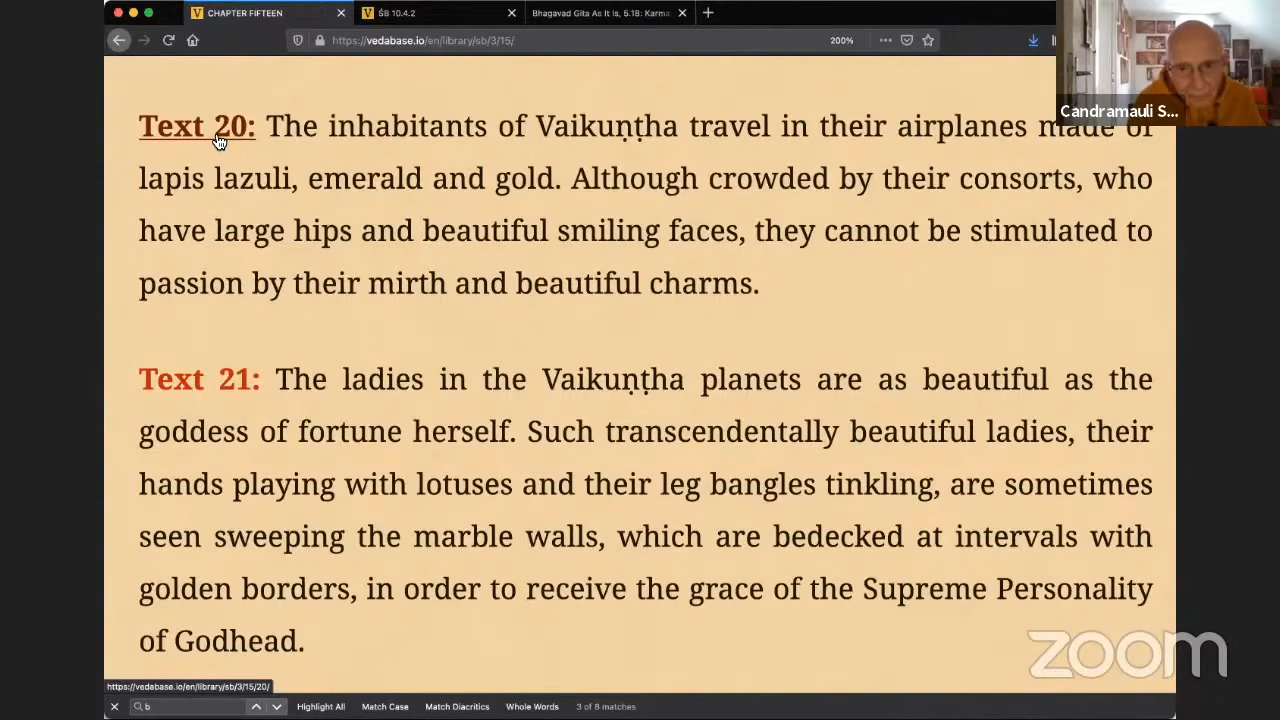 CHAPTER FIFTEEN
ŚB 10.4.2
Bhagavad Gita As It Is, 5.18: Karma
https://vedabase.io/en/library/sb/3/15/
200%
Candramauli S...
Text 20: The inhabitants of Vaikuṇṭha travel in their airplanes made of
lapis lazuli, emerald and gold. Although crowded by their consorts, who
have large hips and beautiful smiling faces, they cannot be stimulated to
passion by their mirth and beautiful charms.
Text 21: The ladies in the Vaikuṇṭha planets are as beautiful as the
goddess of fortune herself. Such transcendentally beautiful ladies, their
hands playing with lotuses and their leg bangles tinkling, are sometimes
seen sweeping the marble walls, which are bedecked at intervals with
golden borders, in order to receive the grace of the Supreme Personality
of Godhead.
zoom
https://vedabase.io/en/library/sb/3/15/20/
b
Highlight All
Match Case
Match Diacritics
Whole Words
3 of 8 matches